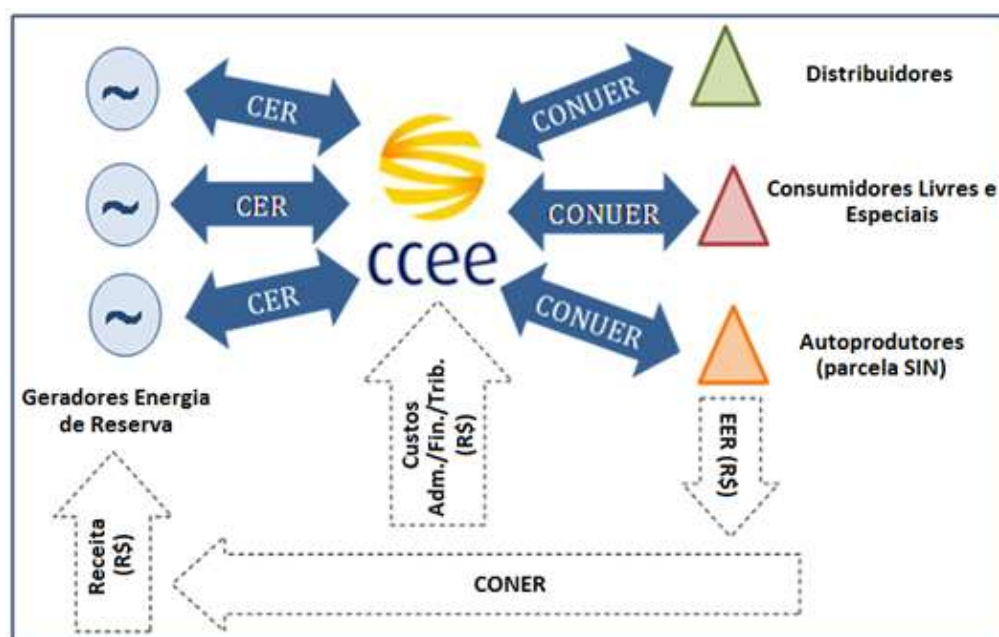 CER
CER
CER
ccee
CONUER
CONUER
CONUER
Distribuidores
Consumidores Livres e
Especiais
Autoprodutores
(parcela SIN)
Geradores Energia
de Reserva
Receita
(R$)
Custos
Adm./Fin./Trib.
(R$)
EER (R$)
CONER